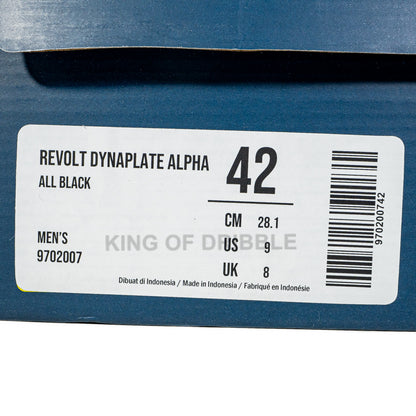 REVOLT DYNAPLATE ALPHA
ALL BLACK
42
CM 28.1
US 9
UK 8
MEN'S
9702007
KING OF DRIBBLE
Dibuat di Indonesia / Made in Indonesia / Fabriqué en Indonésie
970200742